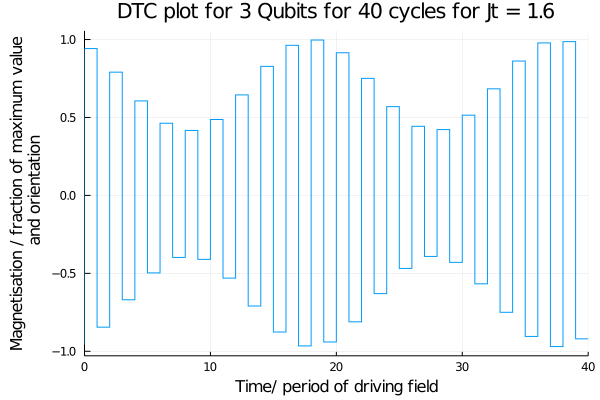 DTC plot for 3 Qubits for 40 cycles for Jt = 1.6
Magnetisation / fraction of maximum value
and orientation
1.0
0.5
0.0
−0.5
−1.0
0
10
20
30
40
Time/ period of driving field